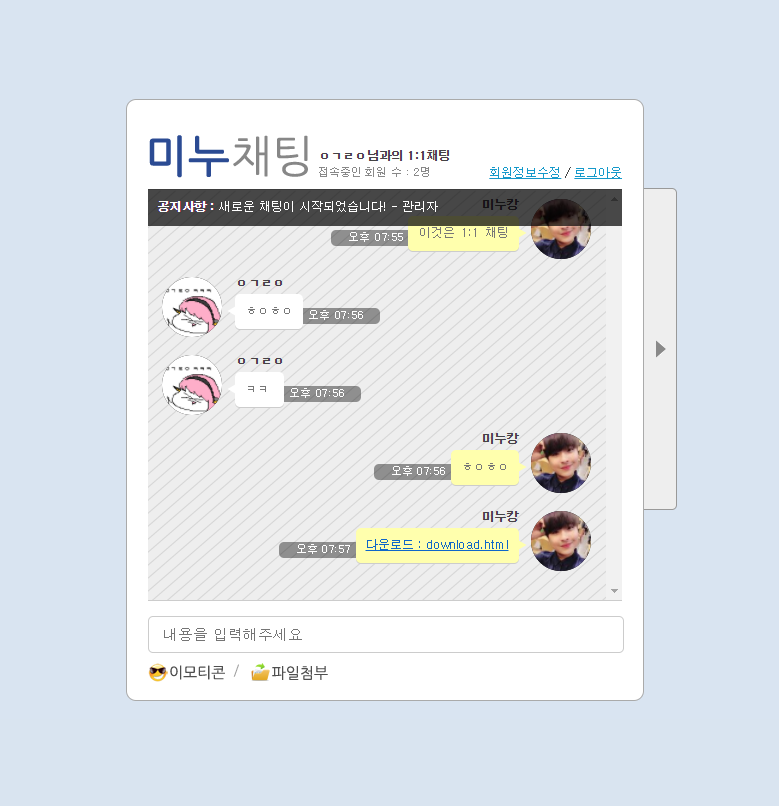 미누채팅 ㅇㄱㄹㅇ님과의 1:1채팅
접속중인 회원 수 : 2명
회원정보수정 / 로그아웃
공지사항 : 새로운 채팅이 시작되었습니다! - 관리자
미누캉
이것은 1:1 채팅
오후 07:55
ㅇㄱㄹㅇ
ㅎㅇㅎㅇ
오후 07:56
ㅇㄱㄹㅇ
ㅋㅋ
오후 07:56
미누캉
ㅎㅇㅎㅇ
오후 07:56
미누캉
다운로드 : download.html
오후 07:57
내용을 입력해주세요
이모티콘 / 파일첨부